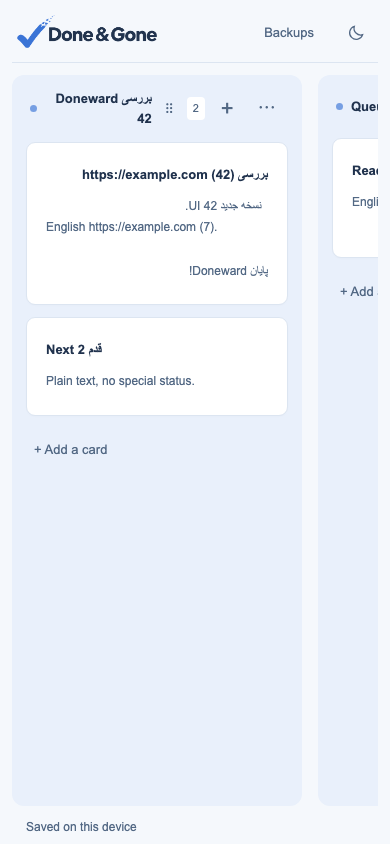 Done & Gone
Backups
بررسی Doneward
42
2
بررسی (42) https://example.com
نسخه جدید UI 42.
English https://example.com (7).
پایان Doneward!
Next 2 قدم
Plain text, no special status.
+ Add a card
+ Add
Saved on this device